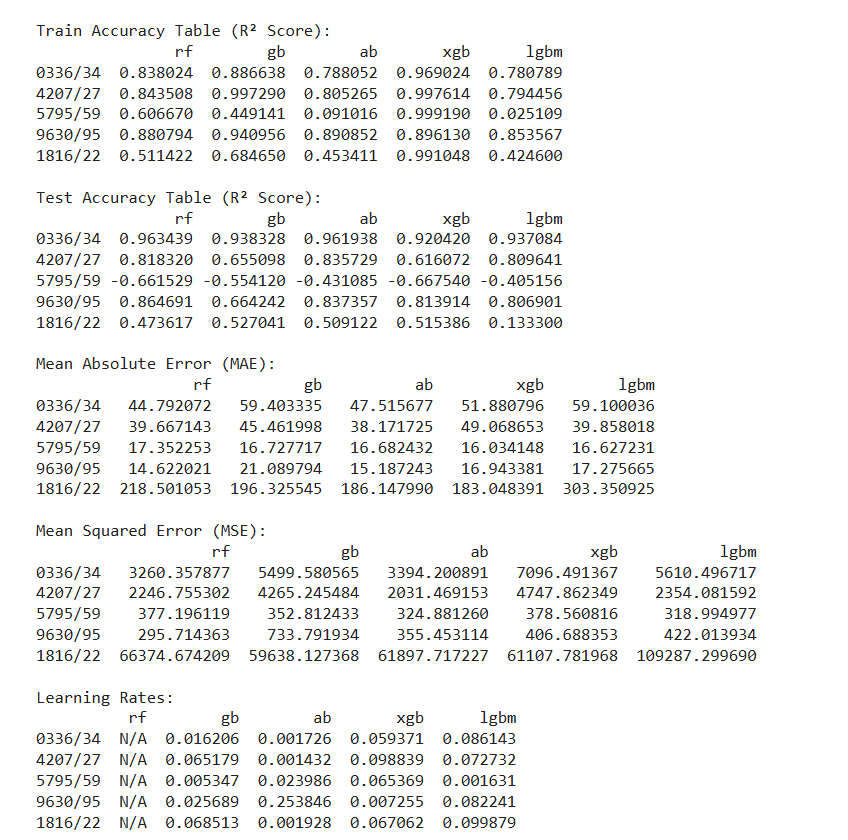 Train Accuracy Table (R² Score):
rf gb ab xgb lgbm
0336/34 0.838024 0.886638 0.788052 0.969024 0.780789
4207/27 0.843508 0.997290 0.805265 0.997614 0.794456
5795/59 0.606670 0.449141 0.091016 0.999190 0.025109
9630/95 0.880794 0.940956 0.890852 0.896130 0.853567
1816/22 0.511422 0.684650 0.453411 0.991048 0.424600
Test Accuracy Table (R² Score):
rf gb ab xgb lgbm
0336/34 0.963439 0.938328 0.961938 0.920420 0.937084
4207/27 0.818320 0.655098 0.835729 0.616072 0.809641
5795/59 -0.661529 -0.554120 -0.431085 -0.667540 -0.405156
9630/95 0.864691 0.664242 0.837357 0.813914 0.806901
1816/22 0.473617 0.527041 0.509122 0.515386 0.133300
Mean Absolute Error (MAE):
rf gb ab xgb lgbm
0336/34 44.792072 59.403335 47.515677 51.880796 59.100036
4207/27 39.667143 45.461998 38.171725 49.068653 39.858018
5795/59 17.352253 16.727717 16.682432 16.034148 16.627231
9630/95 14.622021 21.089794 15.187243 16.943381 17.275665
1816/22 218.501053 196.325545 186.147990 183.048391 303.350925
Mean Squared Error (MSE):
rf gb ab xgb lgbm
0336/34 3260.357877 5499.580565 3394.200891 7096.491367 5610.496717
4207/27 2246.755302 4265.245484 2031.469153 4747.862349 2354.081592
5795/59 377.196119 352.812433 324.881260 378.560816 318.994977
9630/95 295.714363 733.791934 355.453114 406.688353 422.013934
1816/22 66374.674209 59638.127368 61897.717227 61107.781968 109287.299690
Learning Rates:
rf gb ab xgb lgbm
0336/34 N/A 0.016206 0.001726 0.059371 0.086143
4207/27 N/A 0.065179 0.001432 0.098839 0.072732
5795/59 N/A 0.005347 0.023986 0.065369 0.001631
9630/95 N/A 0.025689 0.253846 0.007255 0.082241
1816/22 N/A 0.068513 0.001928 0.067062 0.099879